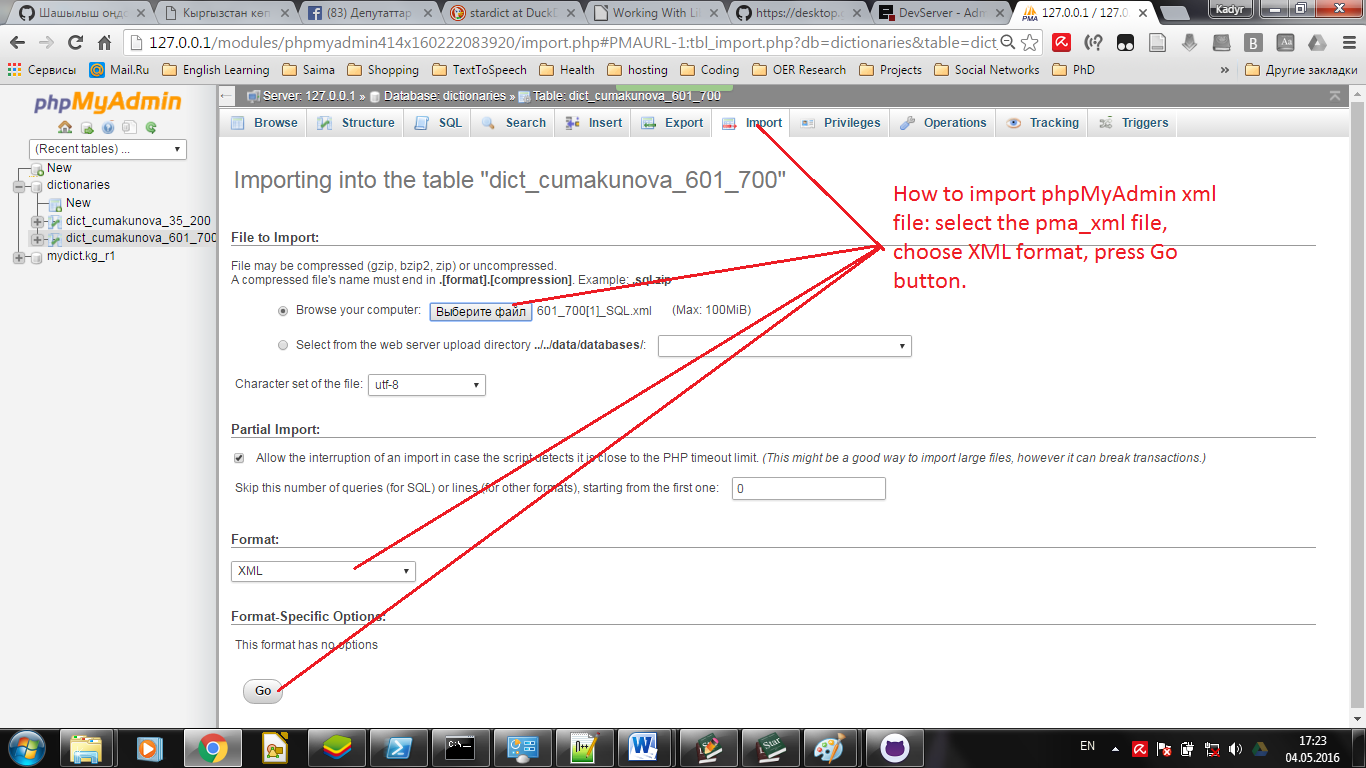 Шашылыш оңдө
Кыргызстан көп
(83) Депутаттар
stardict at DuckD
Working With Li
https://desktop.g
DevServer - Adm
127.0.0.1 / 127.0
Kadyr
127.0.0.1/modules/phpmyadmin414x160222083920/import.php#PMAURL-1:tbl_import.php?db=dictionaries&table=dict_
Сервисы
Mail.Ru
English Learning
Saima
Shopping
TextToSpeech
Health
hosting
Coding
OER Research
Projects
Social Networks
PhD
»
Другие закладки
phpMyAdmin
(Recent tables) ...
New
dictionaries
New
dict_cumakunova_35_200
dict_cumakunova_601_700
mydict.kg_r1
Server: 127.0.0.1 » Database: dictionaries » Table: dict_cumakunova_601_700
Browse
Structure
SQL
Search
Insert
Export
Import
Privileges
Operations
Tracking
Triggers
Importing into the table "dict_cumakunova_601_700"
How to import phpMyAdmin xml
file: select the pma_xml file,
choose XML format, press Go
button.
File to Import:
File may be compressed (gzip, bzip2, zip) or uncompressed.
A compressed file's name must end in .[format].[compression]. Example: .sql.zip
Browse your computer: Выберите файл 601_700[1]_SQL.xml (Max: 100MiB)
Select from the web server upload directory ../../data/databases/:
Character set of the file: utf-8
Partial Import:
Allow the interruption of an import in case the script detects it is close to the PHP timeout limit. (This might be a good way to import large files, however it can break transactions.)
Skip this number of queries (for SQL) or lines (for other formats), starting from the first one: 0
Format:
XML
Format-Specific Options:
This format has no options
Go
EN
17:23
04.05.2016